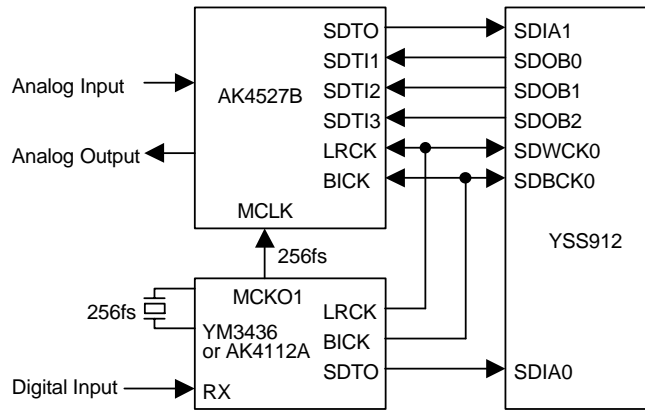 SDTO
SDIA1
SDTI1
SDOB0
Analog Input
AK4527B
SDTI2
SDOB1
SDTI3
SDOB2
Analog Output
LRCK
SDWCK0
BICK
SDBCK0
MCLK
YSS912
256fs
MCKO1
LRCK
256fs
YM3436
or AK4112A
BICK
SDTO
SDIA0
Digital Input
RX